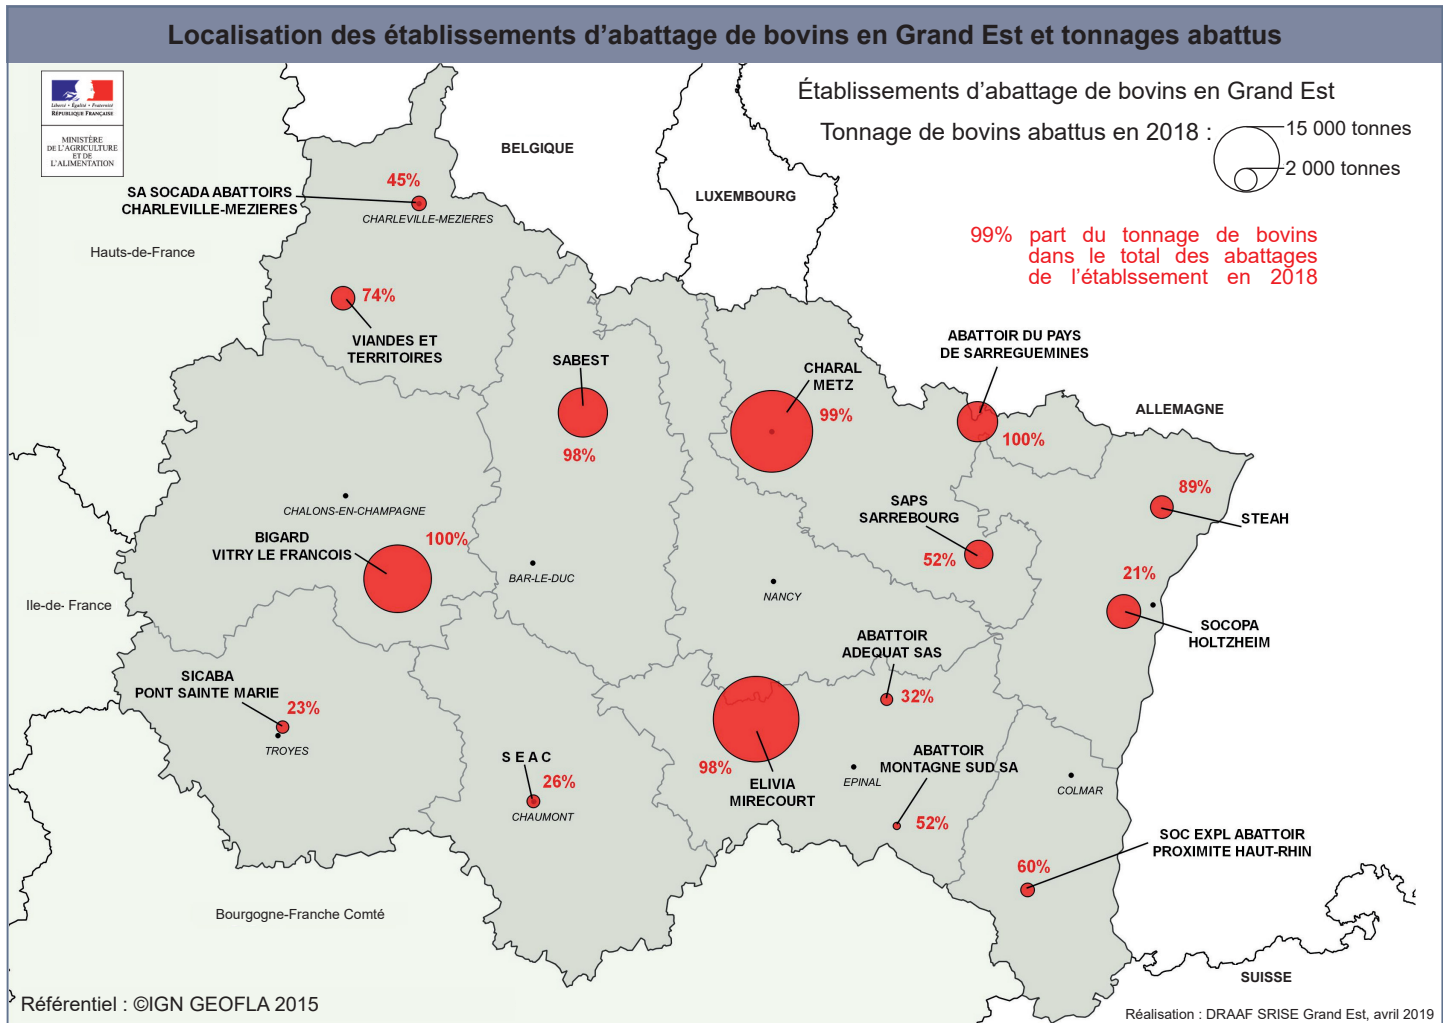 Localisation des établissements d'abattage de bovins en Grand Est et tonnages abattus
Liberté • Égalité • Fraternité
RÉPUBLIQUE FRANÇAISE
MINISTÈRE
DE L'AGRICULTURE
ET DE
L'ALIMENTATION
Établissements d'abattage de bovins en Grand Est
Tonnage de bovins abattus en 2018 :
15 000 tonnes
2 000 tonnes
99% part du tonnage de bovins
dans le total des abattages
de l'établssement en 2018
BELGIQUE
LUXEMBOURG
ALLEMAGNE
SUISSE
Hauts-de-France
Ile-de- France
Bourgogne-Franche Comté
SA SOCADA ABATTOIRS
CHARLEVILLE-MEZIERES
45%
CHARLEVILLE-MEZIERES
74%
VIANDES ET
TERRITOIRES
SABEST
98%
CHARAL
METZ
99%
ABATTOIR DU PAYS
DE SARREGUEMINES
100%
89%
STEAH
SAPS
SARREBOURG
52%
21%
SOCOPA
HOLTZHEIM
CHALONS-EN-CHAMPAGNE
BIGARD
VITRY LE FRANCOIS
100%
BAR-LE-DUC
NANCY
ABATTOIR
ADEQUAT SAS
32%
SICABA
PONT SAINTE MARIE
23%
TROYES
S E A C
26%
CHAUMONT
98%
ELIVIA
MIRECOURT
ABATTOIR
MONTAGNE SUD SA
EPINAL
52%
COLMAR
SOC EXPL ABATTOIR
PROXIMITE HAUT-RHIN
60%
Référentiel : ©IGN GEOFLA 2015
Réalisation : DRAAF SRISE Grand Est, avril 2019